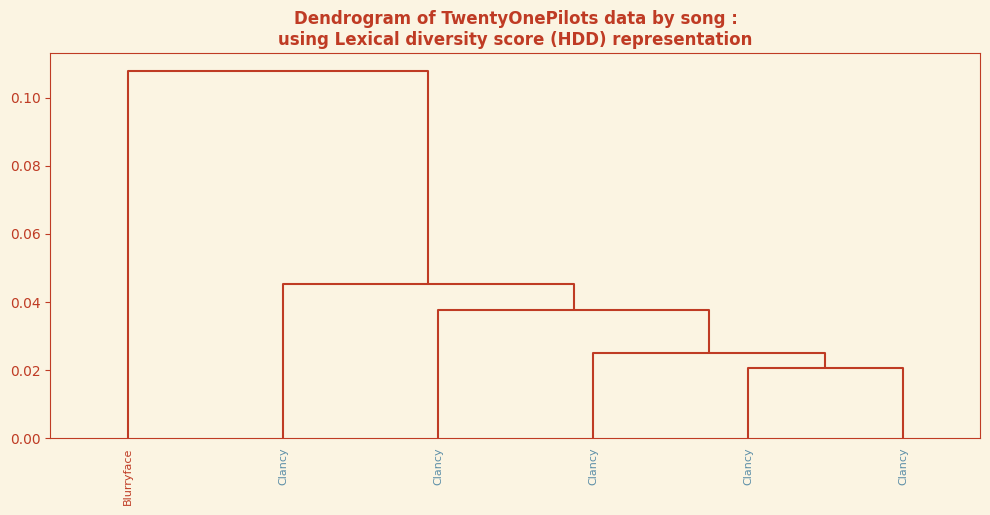 Dendrogram of TwentyOnePilots data by song :
using Lexical diversity score (HDD) representation
0.10
0.08
0.06
0.04
0.02
0.00
Blurryface
Clancy
Clancy
Clancy
Clancy
Clancy